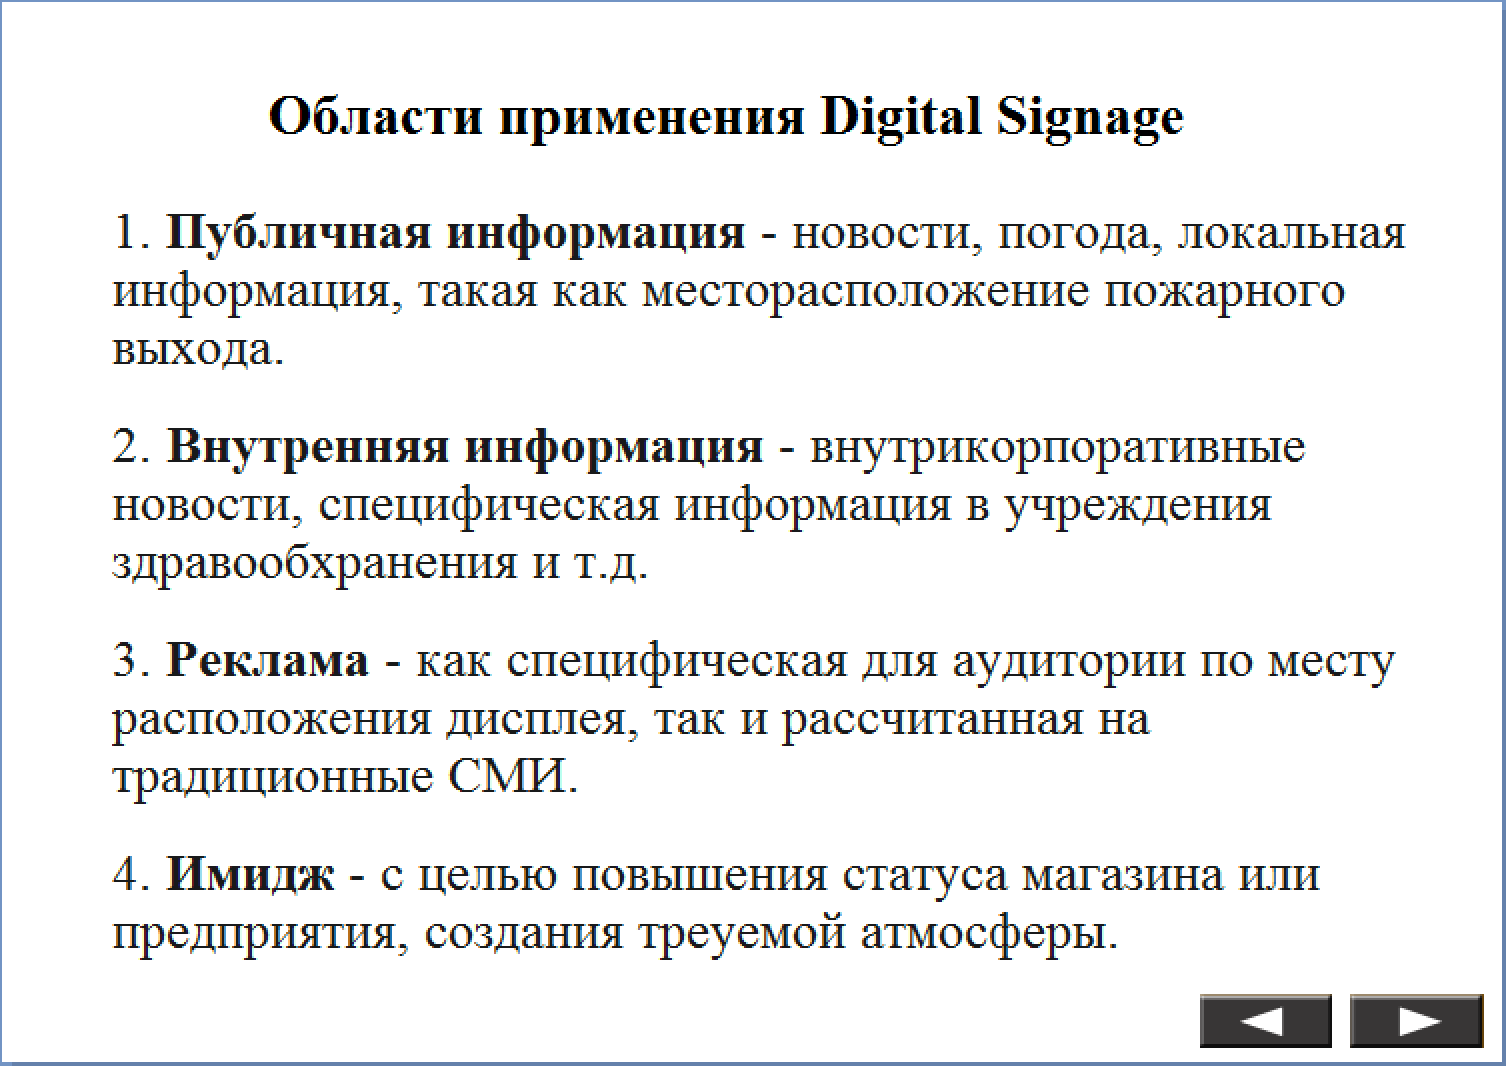 Области применения Digital Signage
1. Публичная информация - новости, погода, локальная
информация, такая как месторасположение пожарного
выхода.
2. Внутренняя информация - внутрикорпоративные
новости, специфическая информация в учреждения
здравообхранения и т.д.
3. Реклама - как специфическая для аудитории по месту
расположения дисплея, так и рассчитанная на
традиционные СМИ.
4. Имидж - с целью повышения статуса магазина или
предприятия, создания треуемой атмосферы.